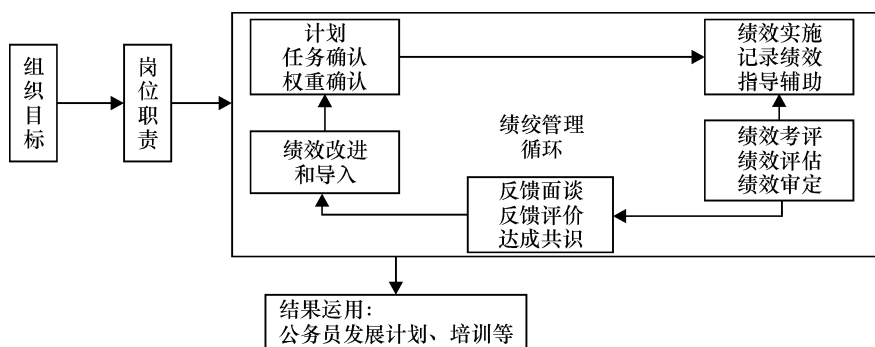 组织目标
岗位职责
计划
任务确认
权重确认
绩效实施
记录绩效
指导辅助
绩效改进
和导入
绩绞管理
循环
绩效考评
绩效评估
绩效审定
反馈面谈
反馈评价
达成共识
结果运用：
公务员发展计划、培训等